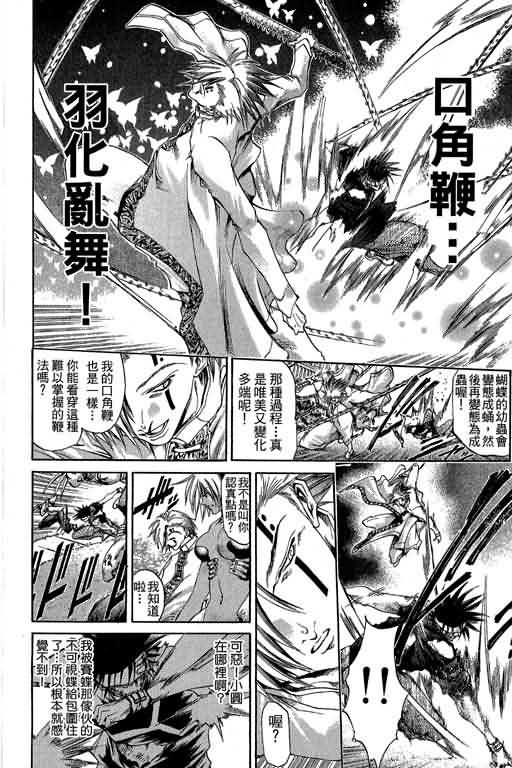 口角鞭…
羽化亂舞！
蝴蝶的幼蟲會
變態成蛹，然
後再變態為成
蟲喔！
那種過程…真
是唯美又變化
多端呢！
我的口角鞭
也是一樣…
你能看穿這種
難以掌握的鞭
法嗎？
！！
我不是叫你
認真點嗎？
我知道
啦…
喔？
可惡！小圓
在哪裡啊？
我被賽蝶那傢伙的
不可視蝶給包圍住
了…所以根本就感
覺不到！